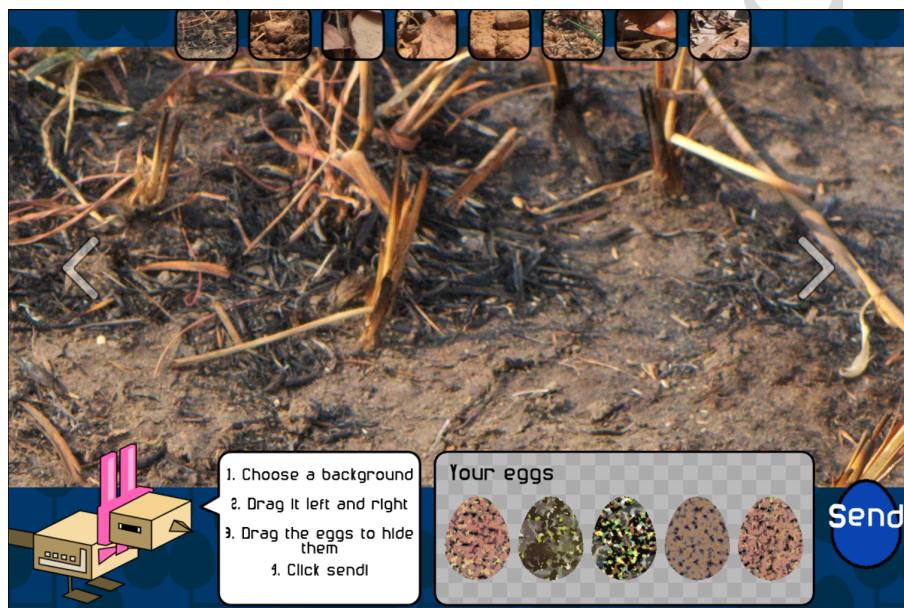 1. Choose a background
2. Drag it left and right
3. Drag the eggs to hide
them
4. Click send!
Your eggs
Send